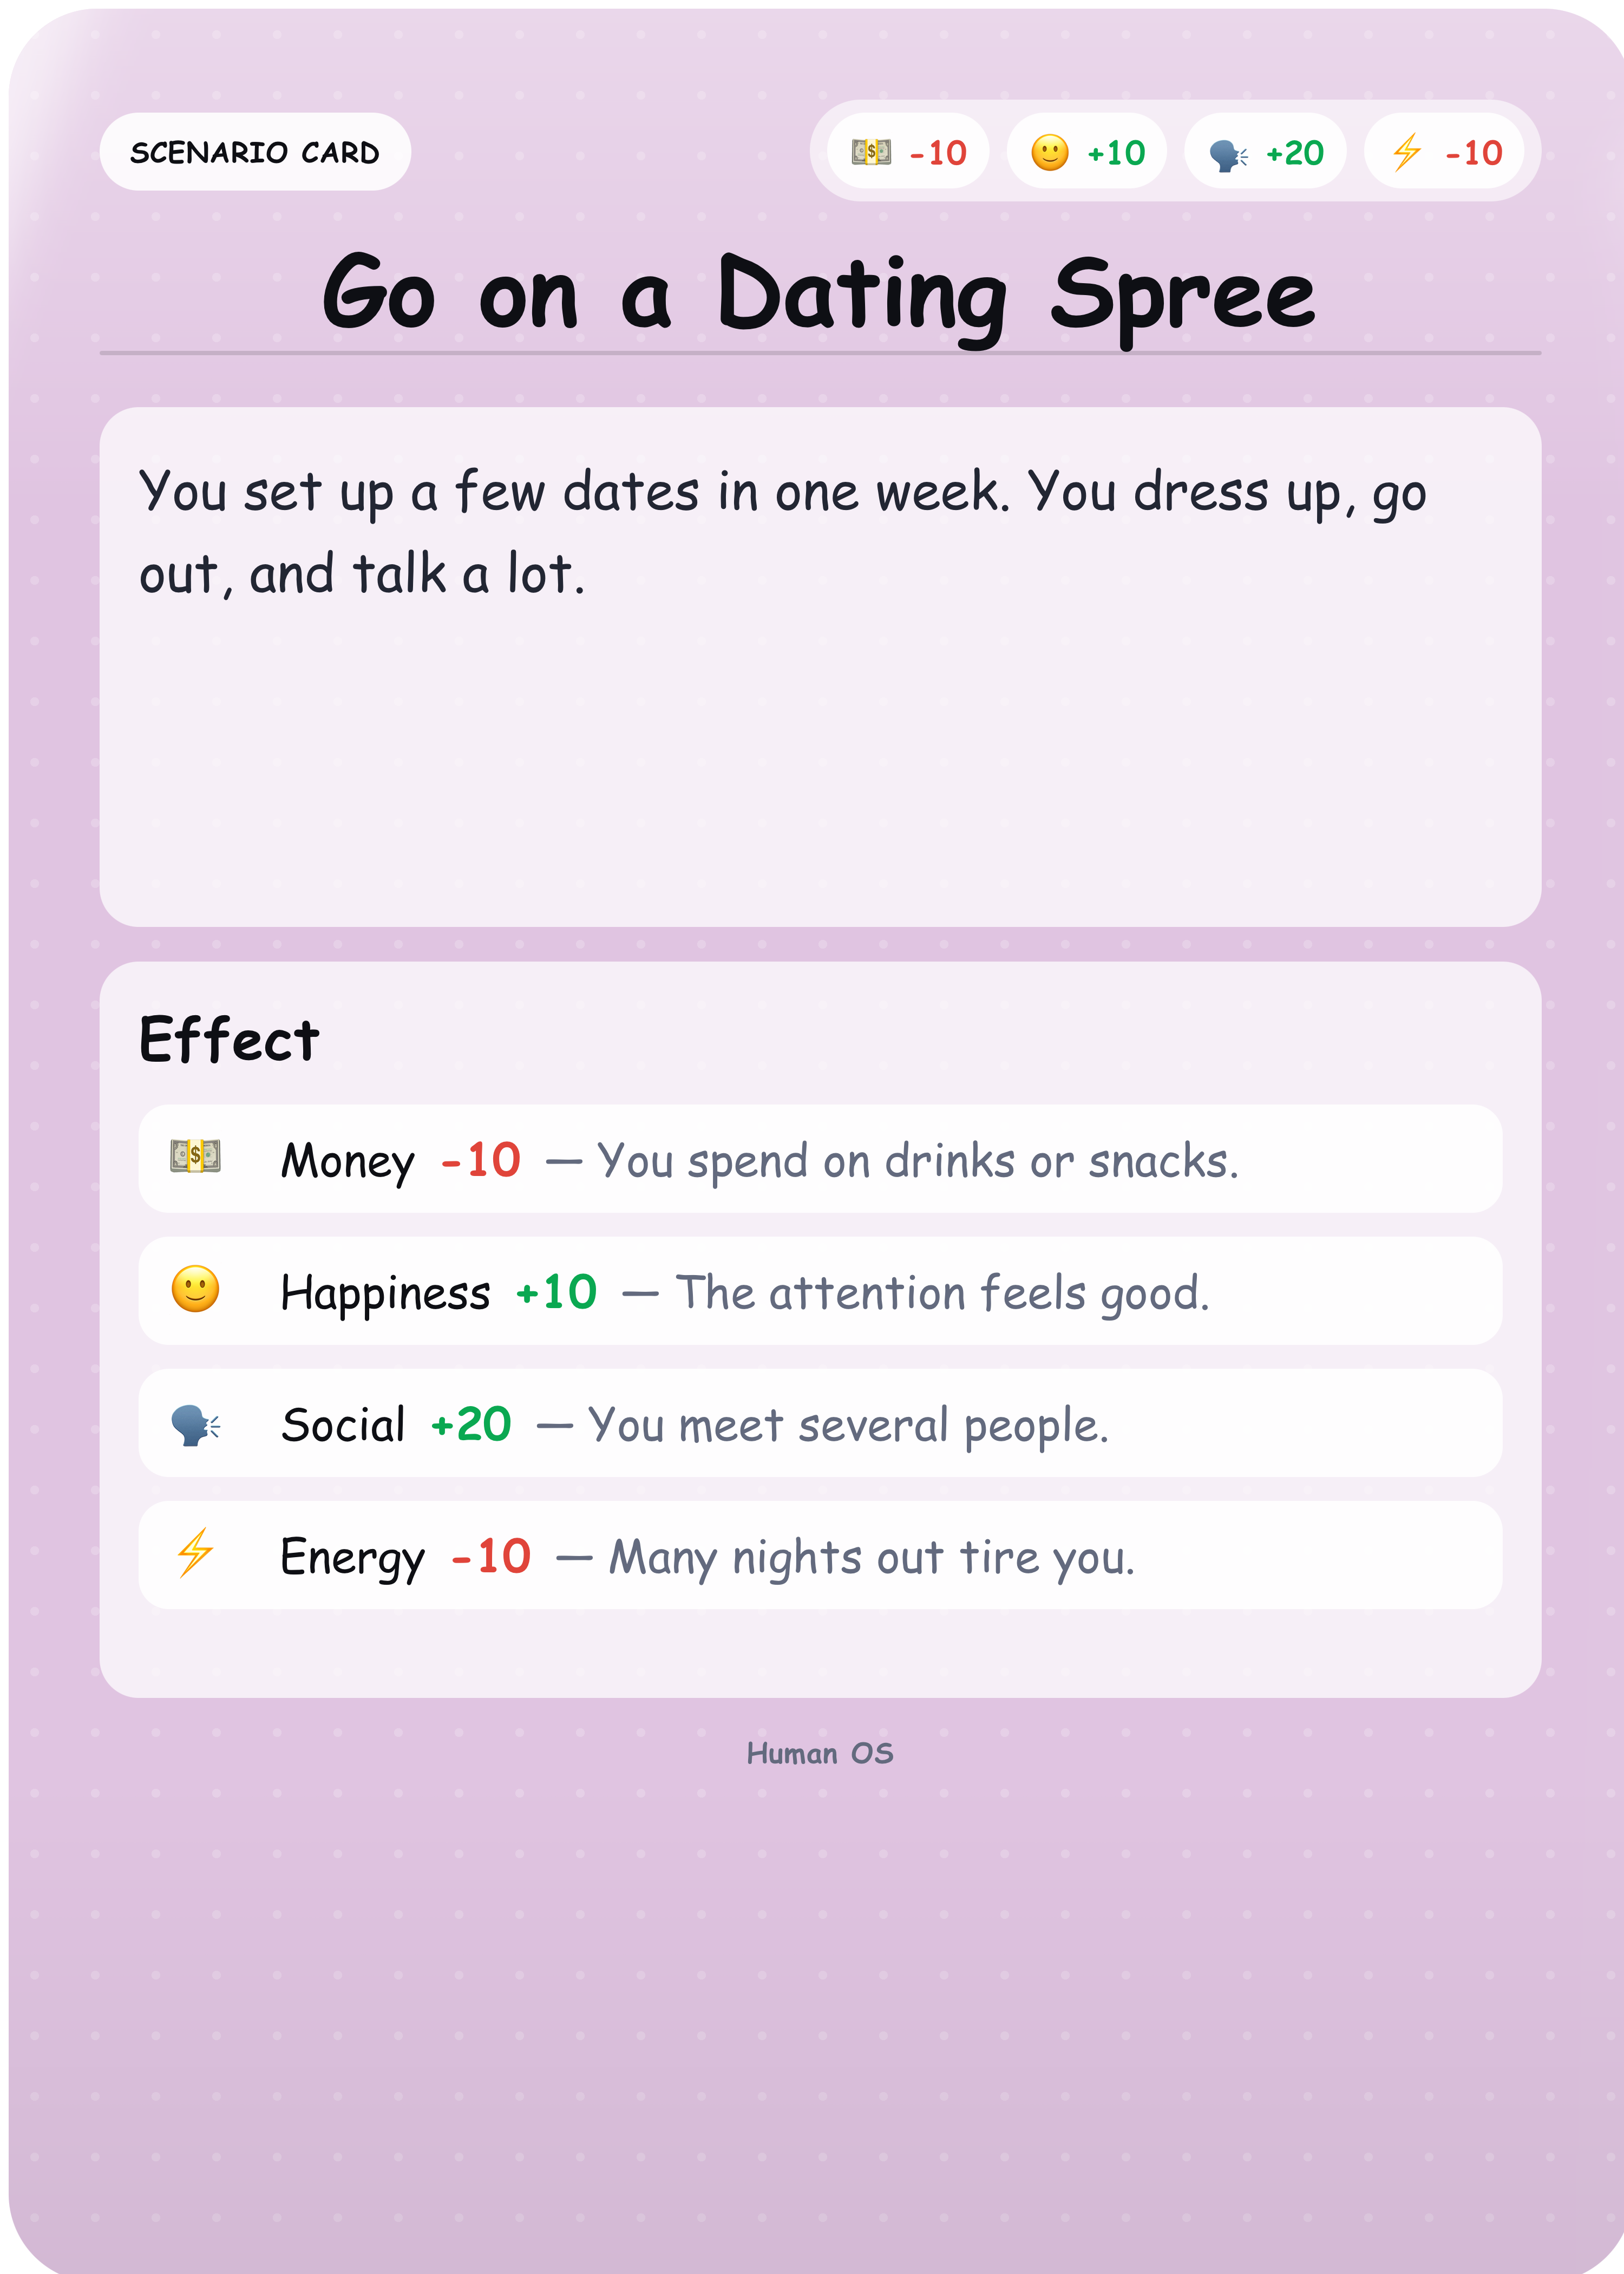 SCENARIO CARD
💵 -10 🙂 +10 🗣️ +20 ⚡ -10
Go on a Dating Spree
You set up a few dates in one week. You dress up, go
out, and talk a lot.
Effect
💵 Money -10 — You spend on drinks or snacks.
🙂 Happiness +10 — The attention feels good.
🗣️ Social +20 — You meet several people.
⚡ Energy -10 — Many nights out tire you.
Human OS